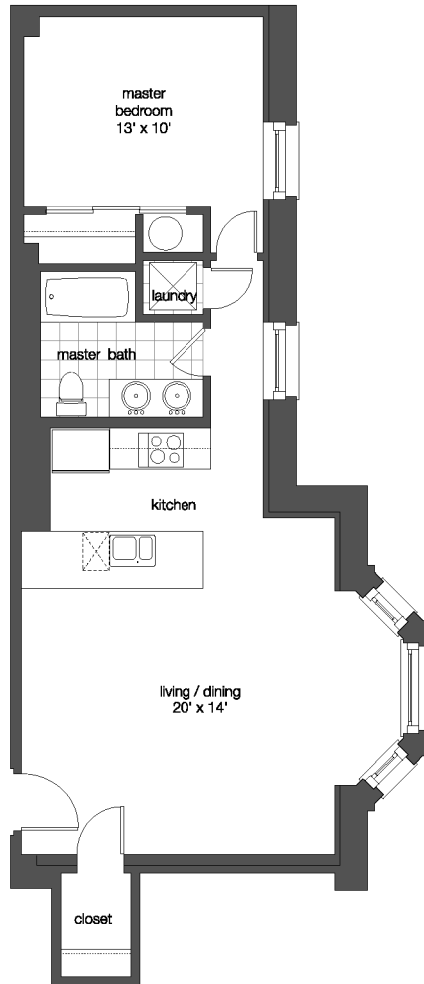 master
bedroom
13' x 10'
laundry
master bath
kitchen
living / dining
20' x 14'
closet